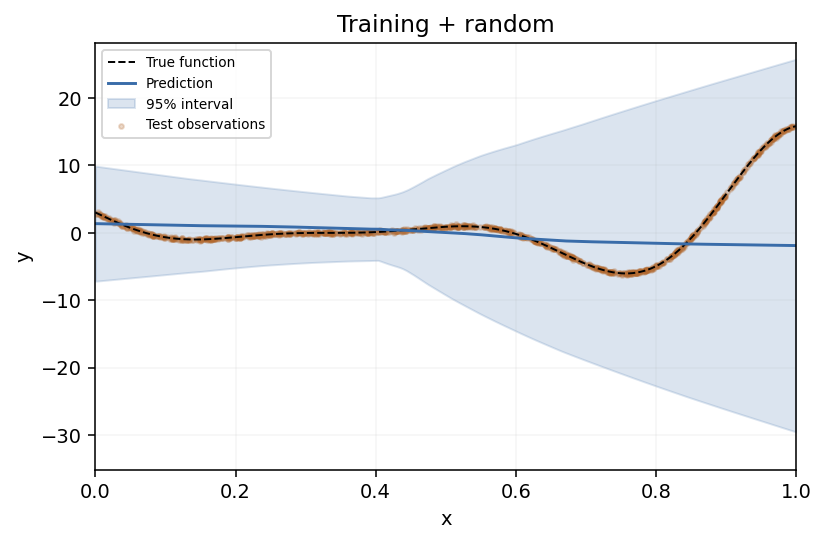 Training + random
True function
Prediction
95% interval
Test observations
20
10
0
−10
−20
−30
y
0.0 0.2 0.4 0.6 0.8 1.0
x